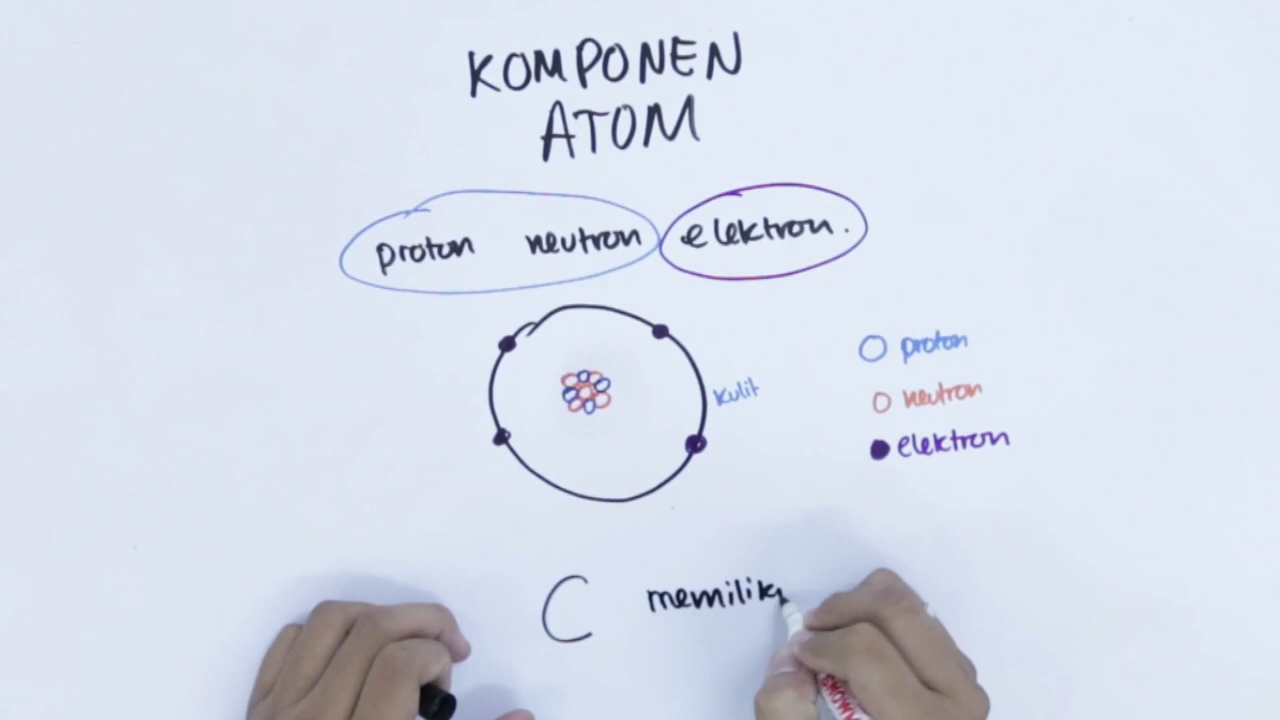 KOMPONEN
ATOM
proton neutron elektron.
Kulit
proton
neutron
elektron
C memilik